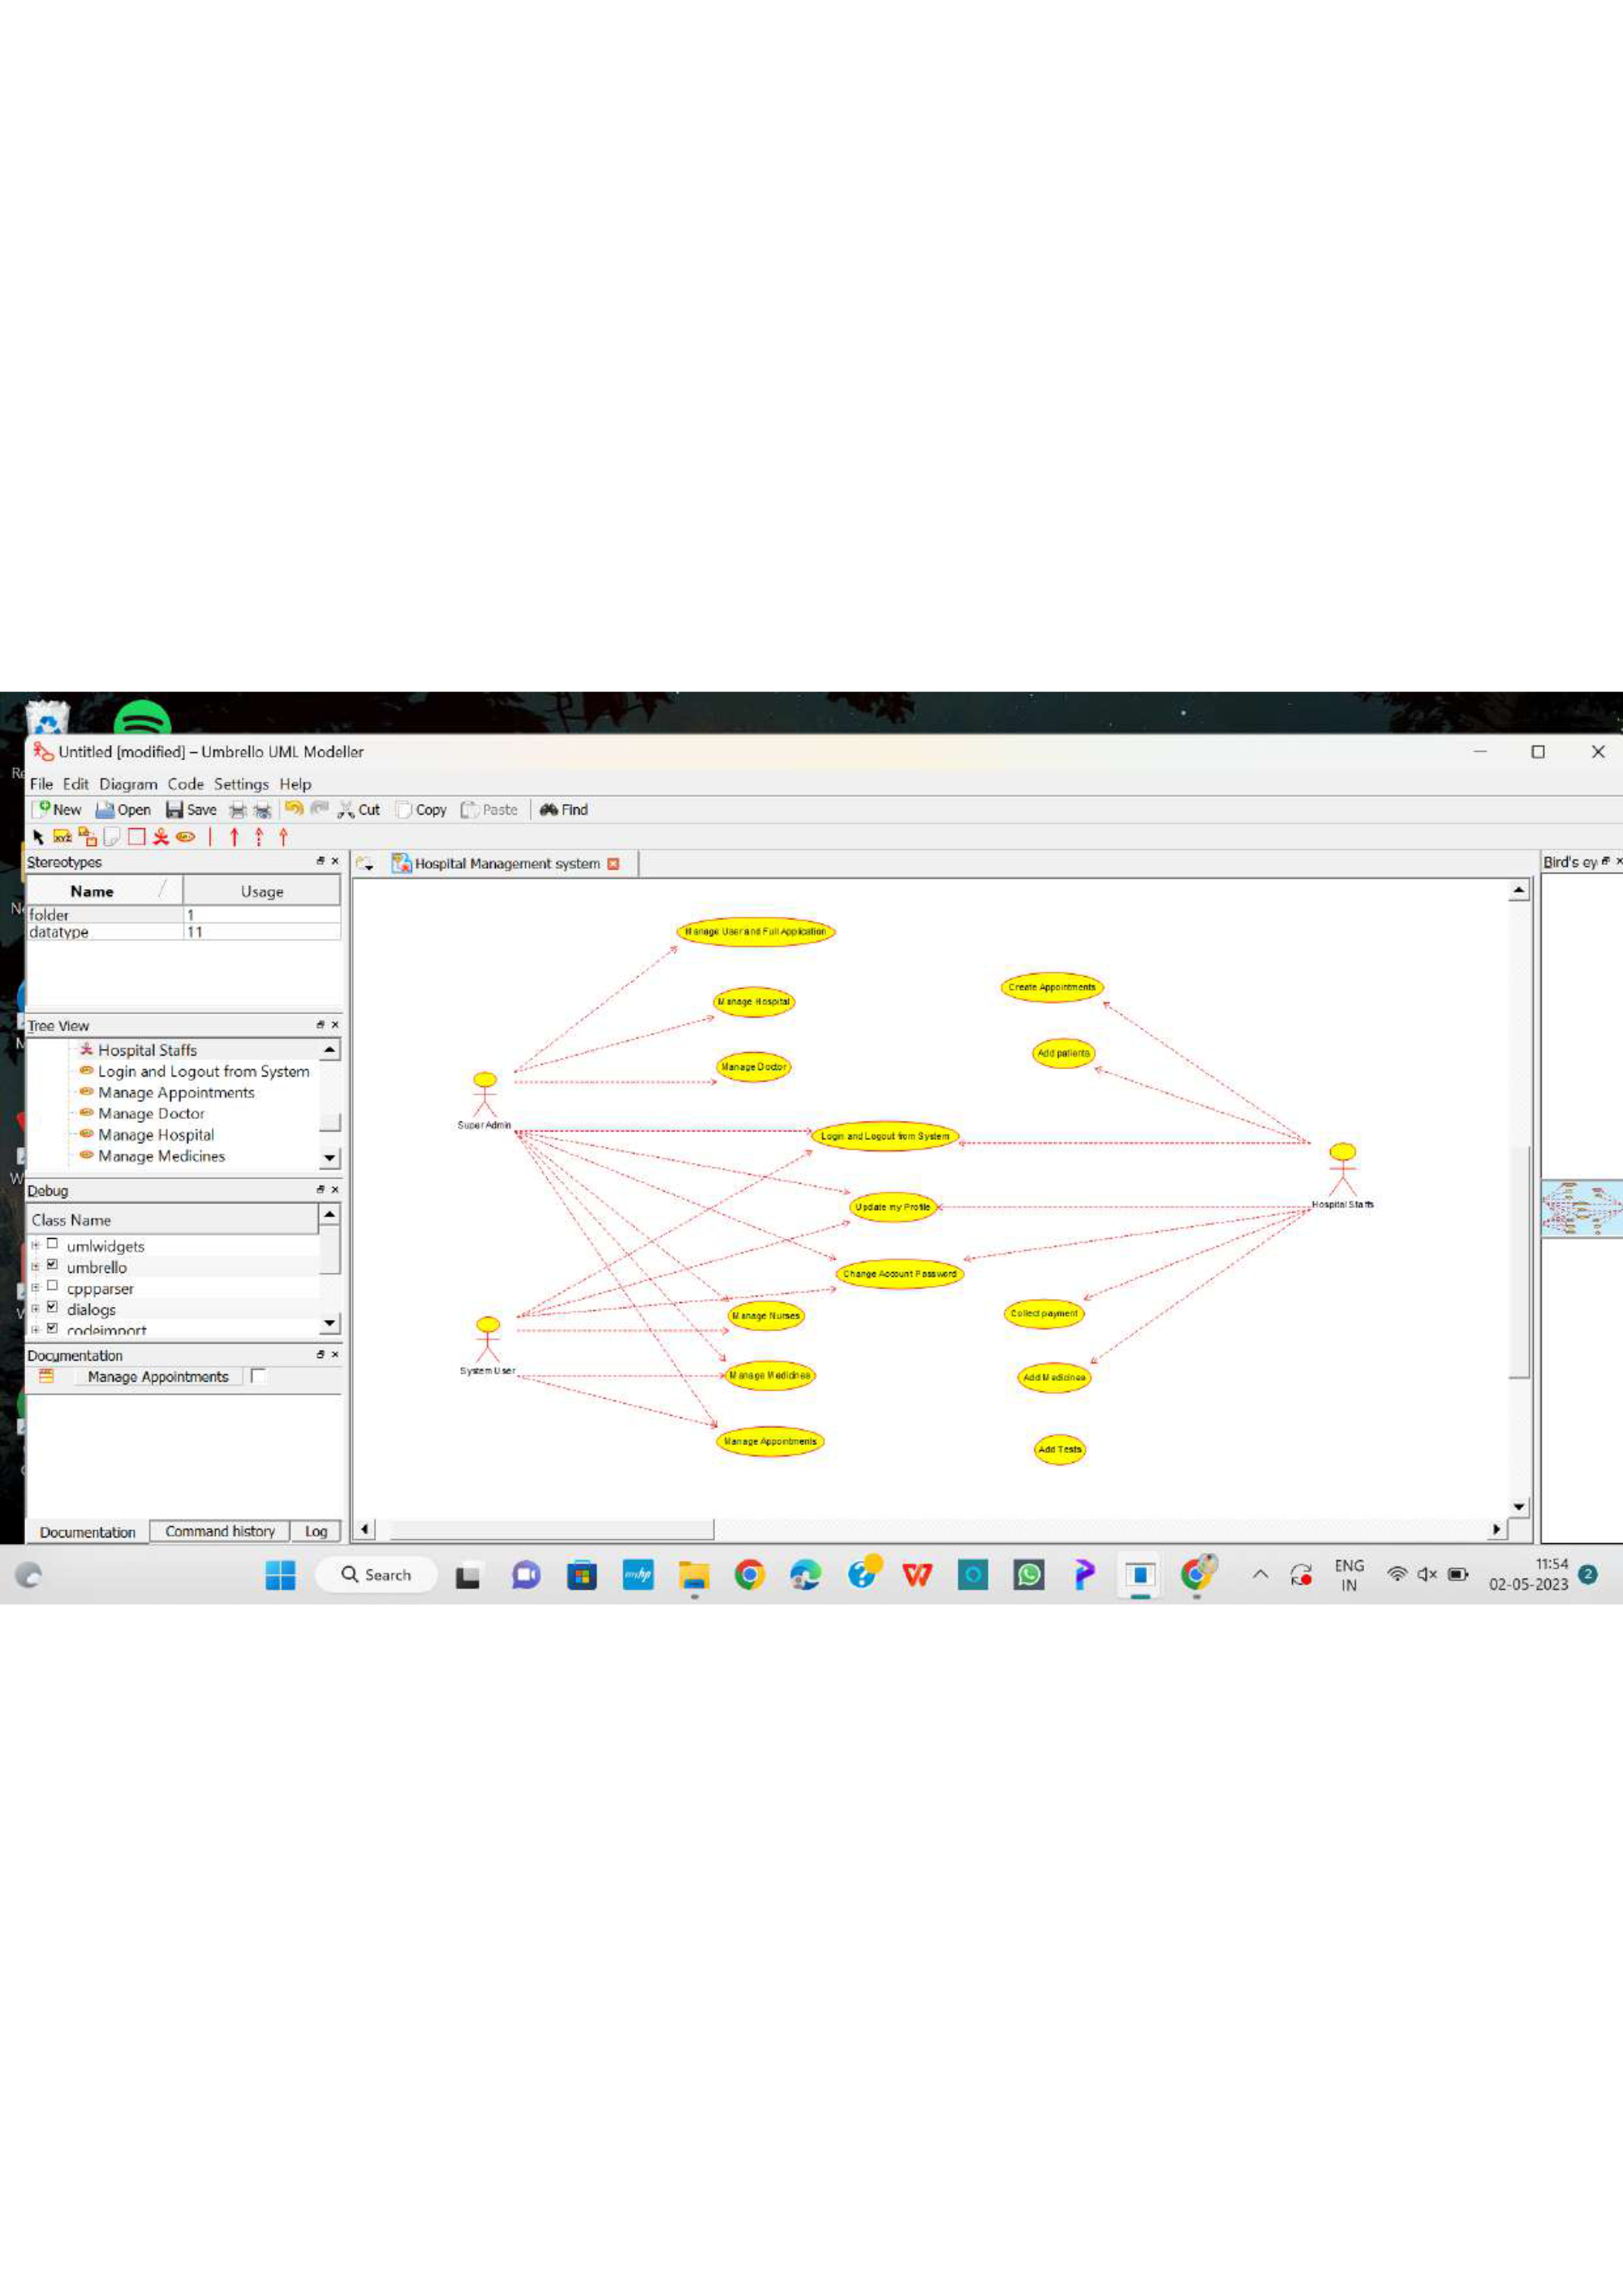 Untitled [modified] – Umbrello UML Modeller
File Edit Diagram Code Settings Help
New Open Save Cut Copy Paste Find
Stereotypes
Hospital Management system
Bird's ey
Name Usage
folder 1
datatype 11
Tree View
Hospital Staffs
Login and Logout from System
Manage Appointments
Manage Doctor
Manage Hospital
Manage Medicines
Debug
Class Name
umlwidgets
umbrello
cppparser
dialogs
codeimport
Documentation
Manage Appointments
Documentation Command history Log
Manage User and Full Application
Manage Hospital
Create Appointments
Manage Doctor
Add patients
Super Admin
Login and Logout from System
Update my Profile
Hospital Staffs
Change Account Password
Manage Nurses
Collect payment
System User
Manage Medicines
Add Medicines
Manage Appointments
Add Tests
Search
myhp
ENG
IN
11:54
02-05-2023
2